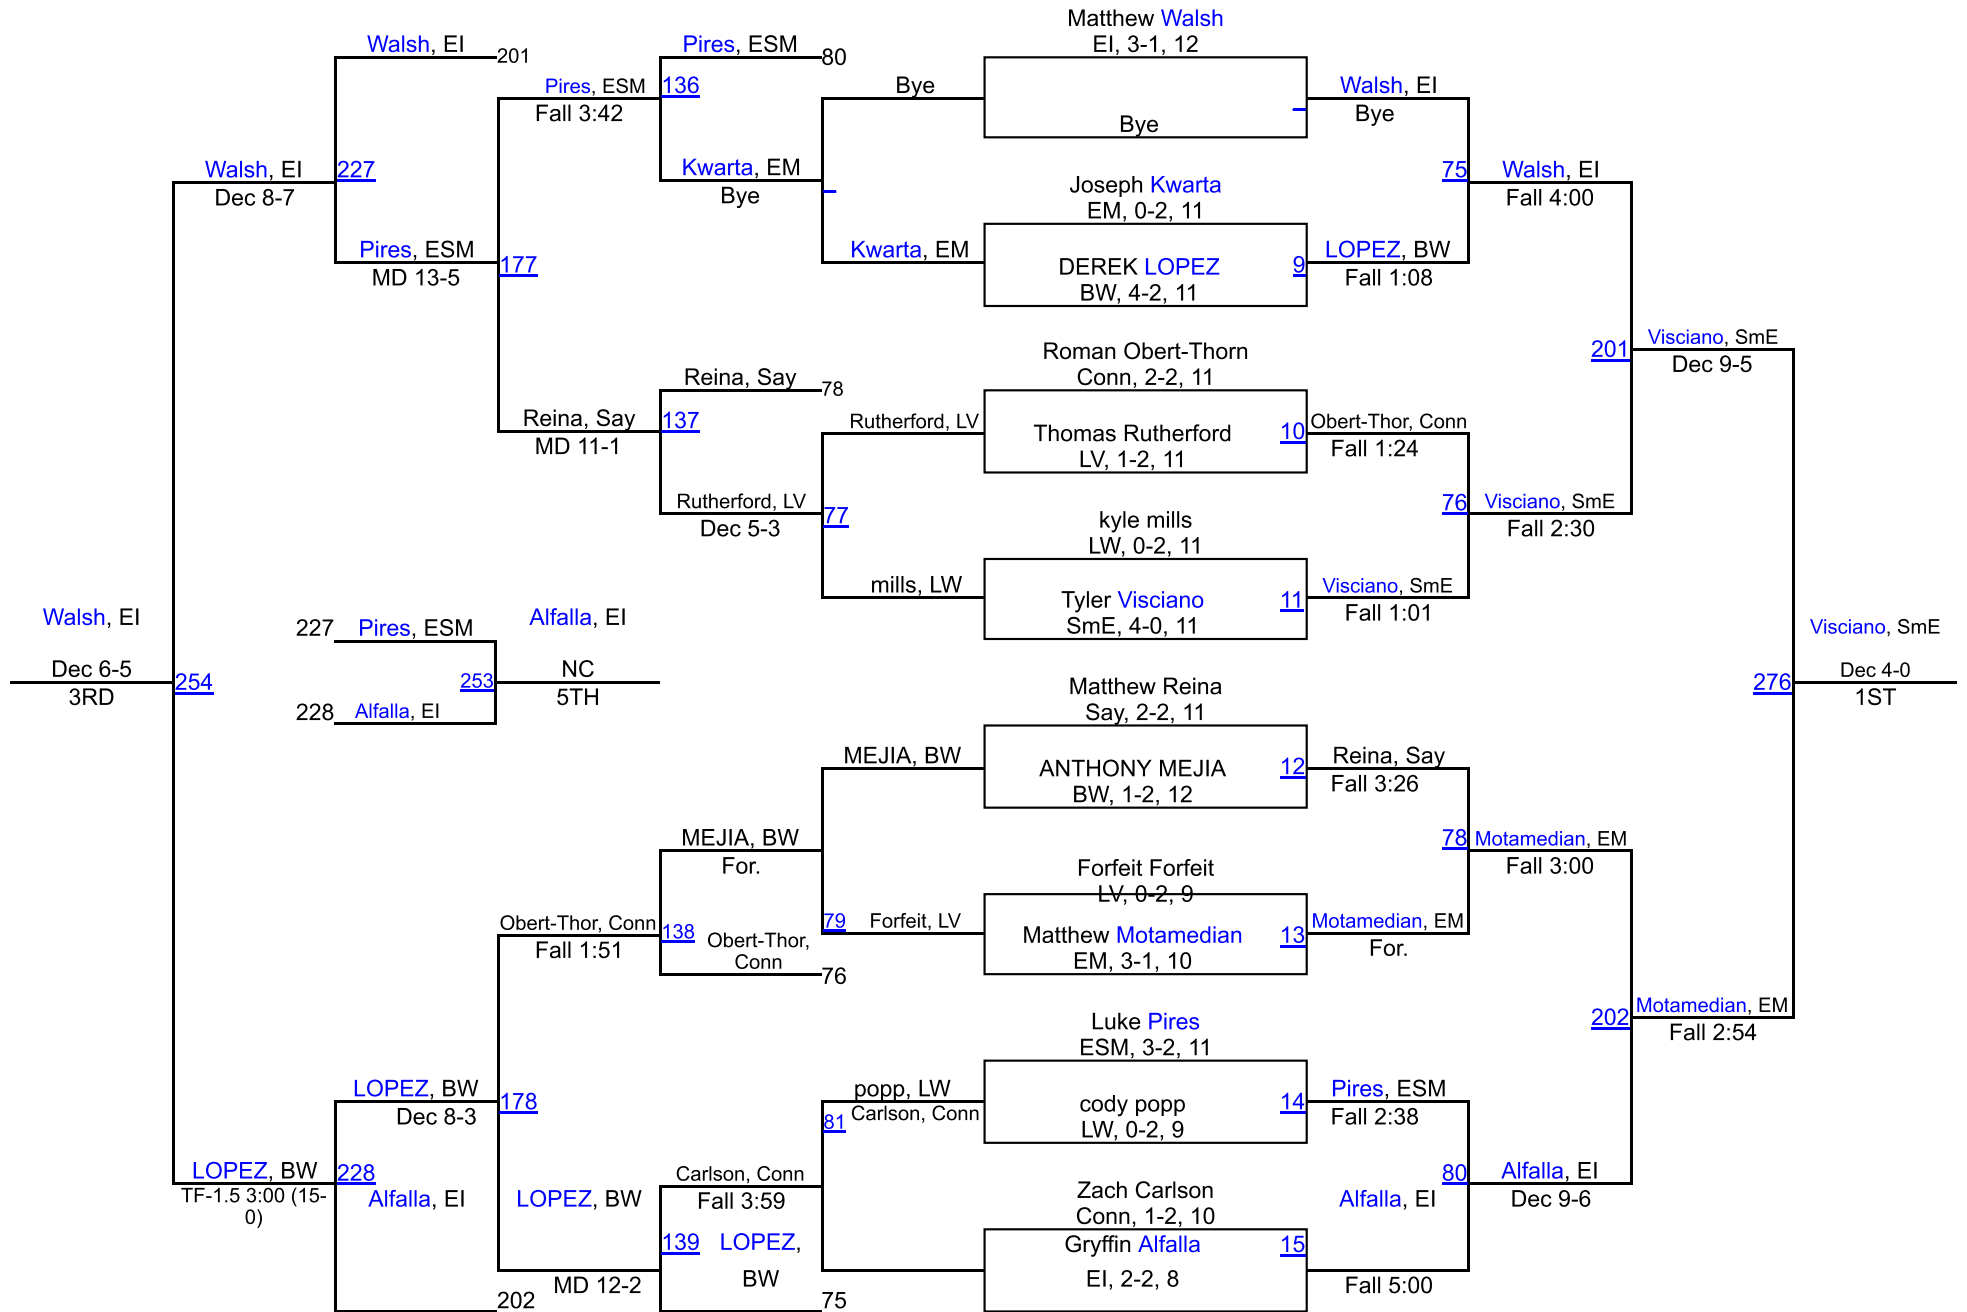 Matthew Walsh
EI, 3-1, 12
Walsh, EI
201
Pires, ESM
80
Pires, ESM
136
Fall 3:42
Bye
Walsh, EI
Bye
Bye
Walsh, EI
227
Dec 8-7
Kwarta, EM
Bye
Joseph Kwarta
EM, 0-2, 11
75
Walsh, EI
Fall 4:00
Pires, ESM
177
MD 13-5
Kwarta, EM
DEREK LOPEZ
9
BW, 4-2, 11
LOPEZ, BW
Fall 1:08
Roman Obert-Thorn
Conn, 2-2, 11
201
Visciano, SmE
Dec 9-5
Reina, Say
78
Reina, Say
137
MD 11-1
Rutherford, LV
Thomas Rutherford
10
LV, 1-2, 11
Obert-Thor, Conn
Fall 1:24
Rutherford, LV
77
Dec 5-3
kyle mills
LW, 0-2, 11
76
Visciano, SmE
Fall 2:30
mills, LW
Tyler Visciano
11
SmE, 4-0, 11
Visciano, SmE
Fall 1:01
Walsh, EI
Dec 6-5
254
3RD
227
Pires, ESM
Alfalla, EI
253
NC
5TH
228
Alfalla, EI
Visciano, SmE
276
Dec 4-0
1ST
Matthew Reina
Say, 2-2, 11
MEJIA, BW
ANTHONY MEJIA
12
BW, 1-2, 12
Reina, Say
Fall 3:26
MEJIA, BW
For.
Forfeit Forfeit
LV, 0-2, 9
78
Motamedian, EM
Fall 3:00
Obert-Thor, Conn
138
Fall 1:51
Obert-Thor,
Conn
76
79
Forfeit, LV
Matthew Motamedian
13
EM, 3-1, 10
Motamedian, EM
For.
Luke Pires
ESM, 3-2, 11
202
Motamedian, EM
Fall 2:54
LOPEZ, BW
178
Dec 8-3
popp, LW
81
Carlson, Conn
cody popp
14
LW, 0-2, 9
Pires, ESM
Fall 2:38
LOPEZ, BW
228
TF-1.5 3:00 (15-
0)
Alfalla, EI
LOPEZ, BW
Carlson, Conn
Fall 3:59
Zach Carlson
Conn, 1-2, 10
Alfalla, EI
80
Alfalla, EI
Dec 9-6
139
LOPEZ,
BW
Gryffin Alfalla
15
EI, 2-2, 8
MD 12-2
Fall 5:00
202
75